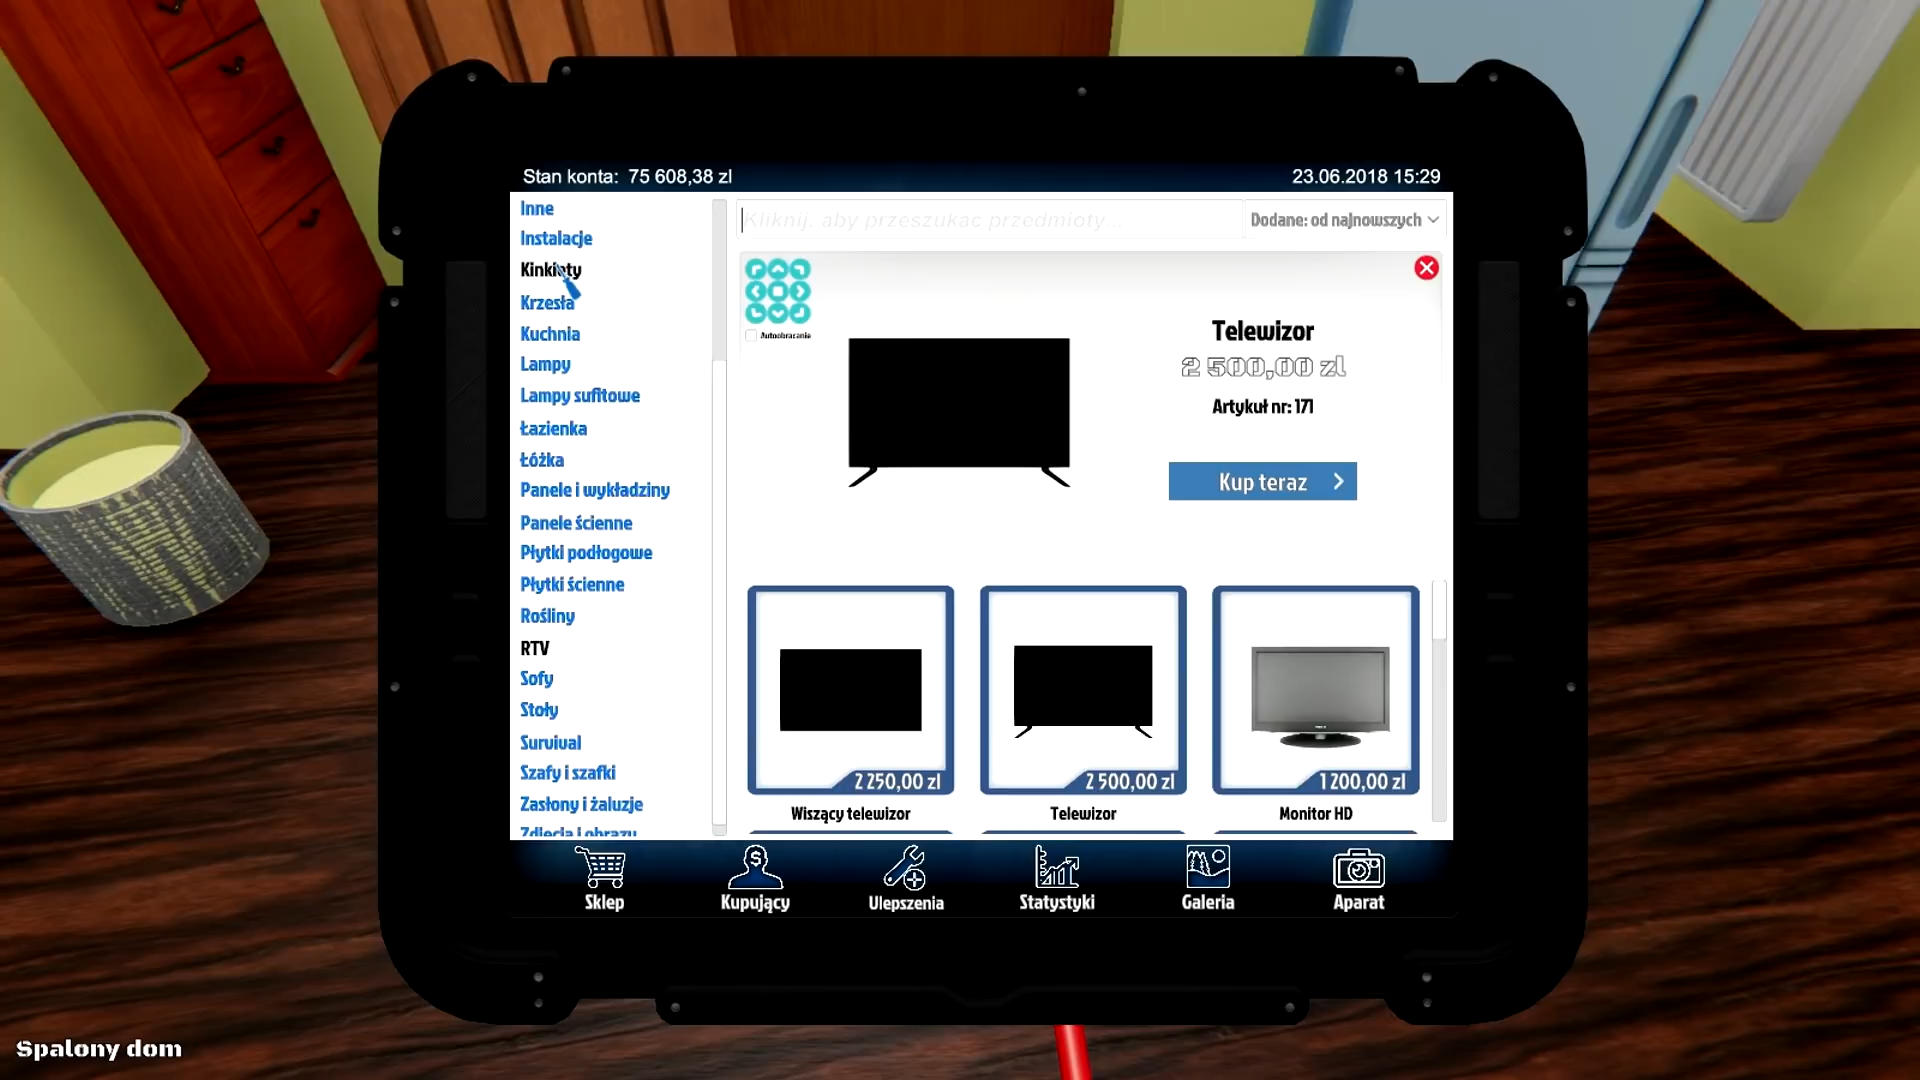 Stan konta: 75 608,38 zl
23.06.2018 15:29
Inne
Instalacje
Kinkiety
Krzesła
Kuchnia
Lampy
Lampy sufitowe
Łazienka
Łóżka
Panele i wykładziny
Panele ścienne
Płytki podłogowe
Płytki ścienne
Rośliny
RTV
Sofy
Stoły
Survival
Szafy i szafki
Zasłony i żaluzje
Zdjęcia i obrazy
Kliknij, aby przeszukac przedmioty...
Dodane: od najnowszych
Autoobracanie
Telewizor
2 500,00 zl
Artykuł nr: 171
Kup teraz
2 250,00 zl
2 500,00 zl
1 200,00 zl
Wiszący telewizor
Telewizor
Monitor HD
Sklep
Kupujący
Ulepszenia
Statystyki
Galeria
Aparat
Spalony dom